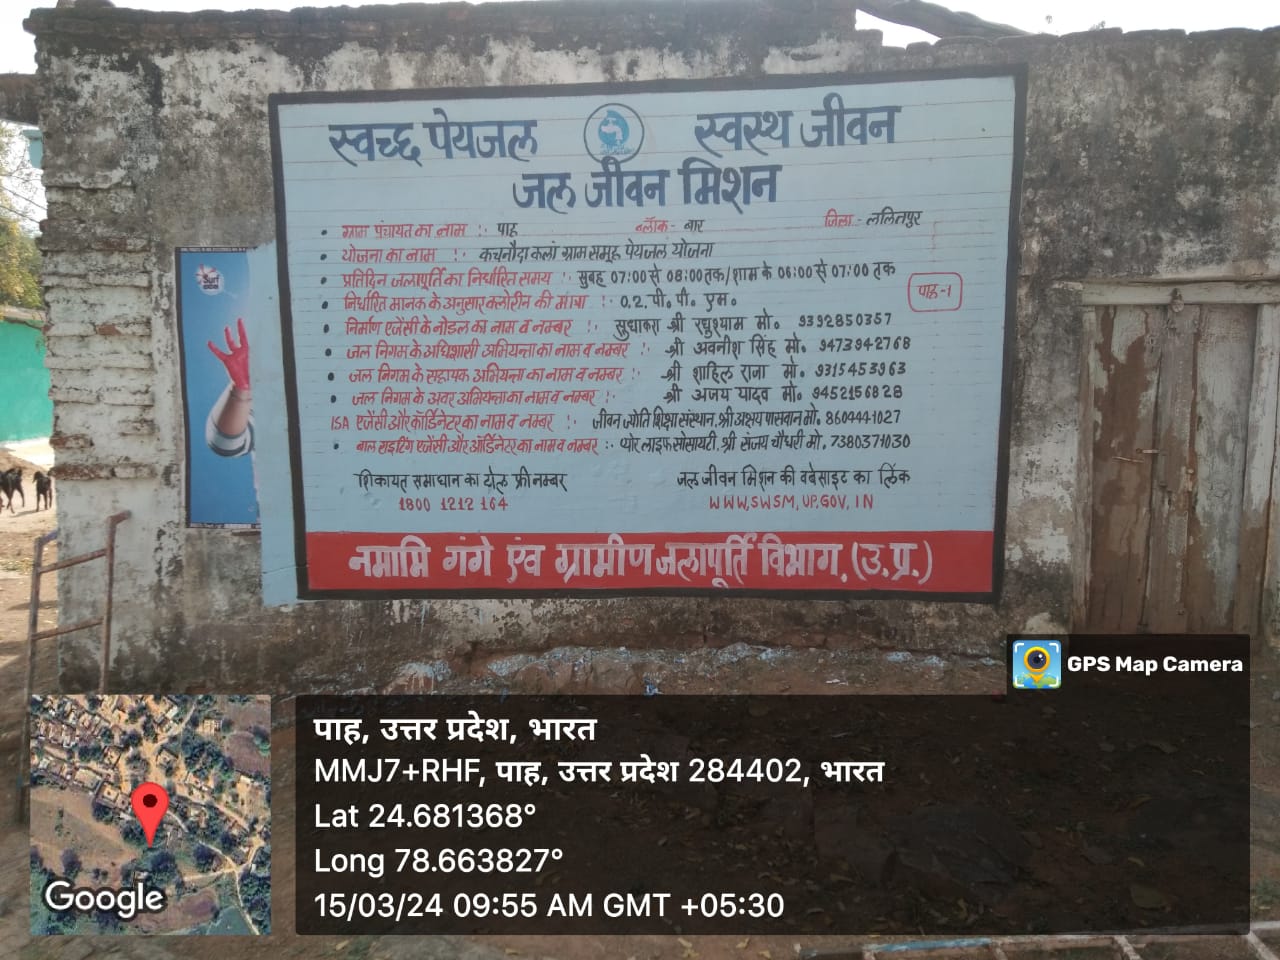 स्वच्छ पेयजल स्वस्थ जीवन
जल जीवन मिशन
• ग्राम पंचायत का नाम :- पाह ब्लॉक - बार जिला - ललितपुर
• योजना का नाम :- कचनौदा कलां ग्राम समूह पेयजल योजना
• प्रतिदिन जलापूर्ति का निर्धारित समय :- सुबह 07:00 से 08:00 तक/शाम के 06:00 से 07:00 तक
• निर्धारित मानक के अनुसार क्लोरीन की मात्रा :- 0.2. पी. पी. एम.
पाह-1
• निर्माण एजेंसी के नोडल का नाम व नम्बर :- सुधाकरा श्री रघुश्याम मो. 9392850357
• जल निगम के अधिशासी अभियन्ता का नाम व नम्बर :- श्री अवनीश सिंह मो. 9473942768
• जल निगम के सहायक अभियन्ता का नाम व नम्बर :- श्री शाहिल राजा मो. 9315453963
• जल निगम के अवर अभियन्ता का नाम व नम्बर :- श्री अजय यादव मो. 9452156828
ISA एजेंसी और कॉर्डिनेटर का नाम व नम्बर :- जीवन ज्योति शिक्षा संस्थान, श्री अक्षय पासवान मो. 8604441027
• बाल राइटिंग एजेंसी और ऑर्डिनेटर का नाम व नम्बर :- प्योर लाइफ सोसायटी, श्री संजय चौधरी मो. 7380371030
शिकायत समाधान का टोल फ्री नम्बर जल जीवन मिशन की वबेसाइट का लिंक
1800 1212 164 WWW.SWSM.UP.GOV.IN
नमामि गंगे एंव ग्रामीण जलापूर्ति विभाग, (उ.प्र.)
Surf excel
GPS Map Camera
पाह, उत्तर प्रदेश, भारत
MMJ7+RHF, पाह, उत्तर प्रदेश 284402, भारत
Lat 24.681368°
Long 78.663827°
15/03/24 09:55 AM GMT +05:30
Google